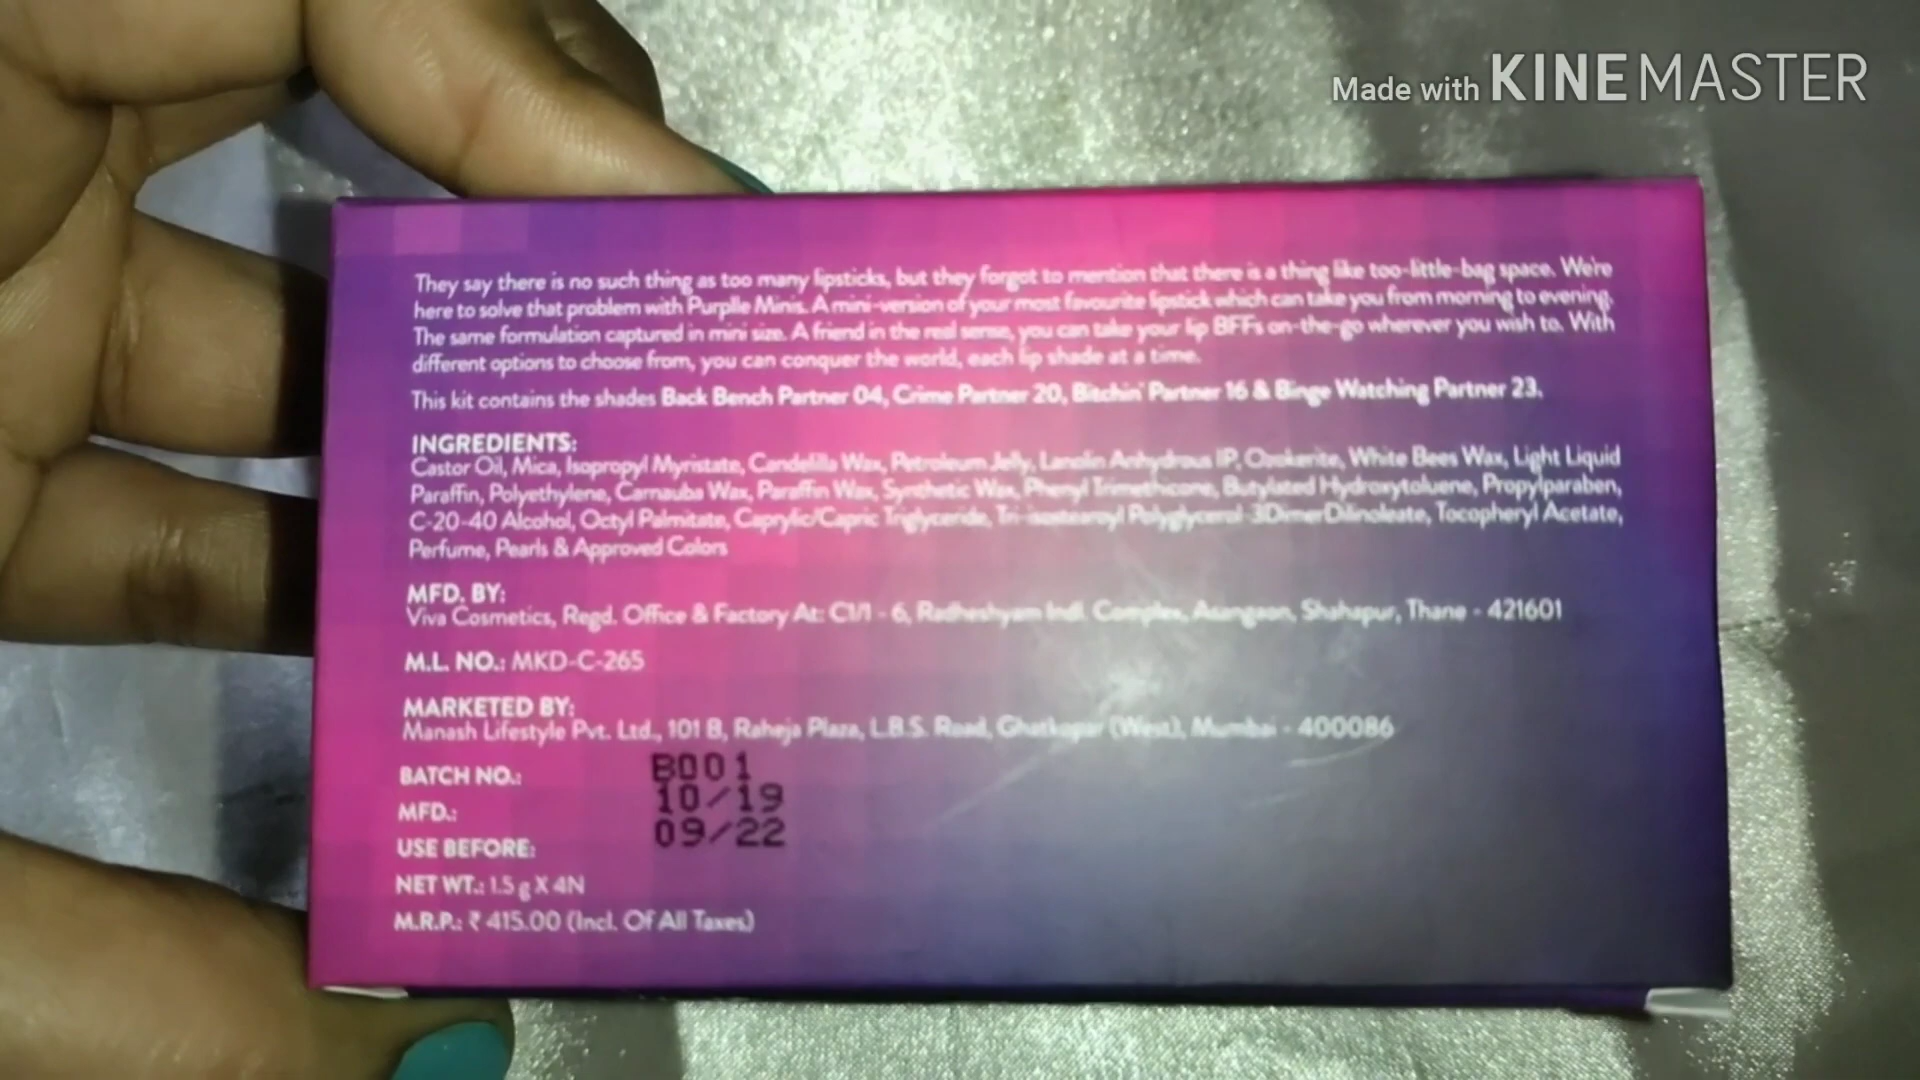 Made with KINEMASTER
They say there is no such thing as too many lipsticks, but they forgot to mention that there is a thing like too-little-bag space. We're
here to solve that problem with Purplle Minis. A mini-version of your most favourite lipstick which can take you from morning to evening.
The same formulation captured in mini size. A friend in the real sense, you can take your lip BFFs on-the-go wherever you wish to. With
different options to choose from, you can conquer the world, each lip shade at a time.
This kit contains the shades Back Bench Partner 04, Crime Partner 20, Bitchin' Partner 16 & Binge Watching Partner 23.
INGREDIENTS:
Castor Oil, Mica, Isopropyl Myristate, Candelilla Wax, Petroleum Jelly, Lanolin Anhydrous IP, Ozokerite, White Bees Wax, Light Liquid
Paraffin, Polyethylene, Carnauba Wax, Paraffin Wax, Synthetic Wax, Phenyl Trimethicone, Butylated Hydroxytoluene, Propylparaben,
C-20-40 Alcohol, Octyl Palmitate, Caprylic/Capric Triglyceride, Tri-isostearoyl Polyglycerol-3DimerDilinoleate, Tocopheryl Acetate,
Perfume, Pearls & Approved Colors
MFD. BY:
Viva Cosmetics, Regd. Office & Factory At: C1/1 - 6, Radheshyam Indl. Complex, Asangaon, Shahapur, Thane - 421601
M.L. NO.: MKD-C-265
MARKETED BY:
Manash Lifestyle Pvt. Ltd., 101 B, Raheja Plaza, L.B.S. Road, Ghatkopar (West), Mumbai - 400086
BATCH NO.: B001
MFD.: 10/19
USE BEFORE: 09/22
NET WT.: 1.5 g X 4N
M.R.P.: ₹ 415.00 (Incl. Of All Taxes)